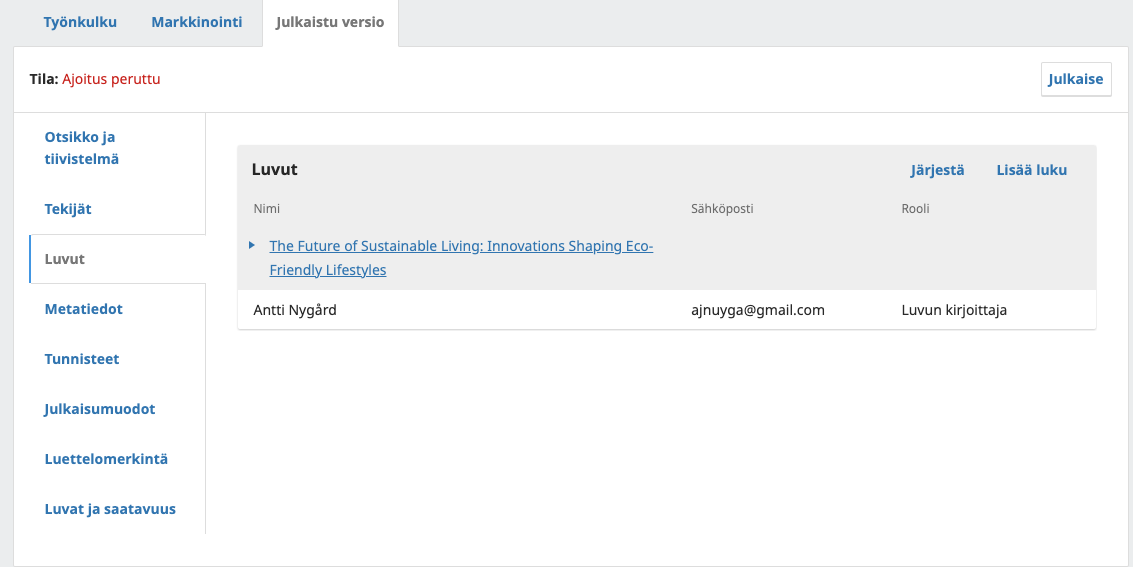 Työnkulku Markkinointi Julkaistu versio
Tila: Ajoitus peruttu
Julkaise
Otsikko ja
tiivistelmä
Tekijät
Luvut
Metatiedot
Tunnisteet
Julkaisumuodot
Luettelomerkintä
Luvat ja saatavuus
Luvut
Järjestä Lisää luku
Nimi Sähköposti Rooli
The Future of Sustainable Living: Innovations Shaping Eco-
Friendly Lifestyles
Antti Nygård ajnuyga@gmail.com Luvun kirjoittaja